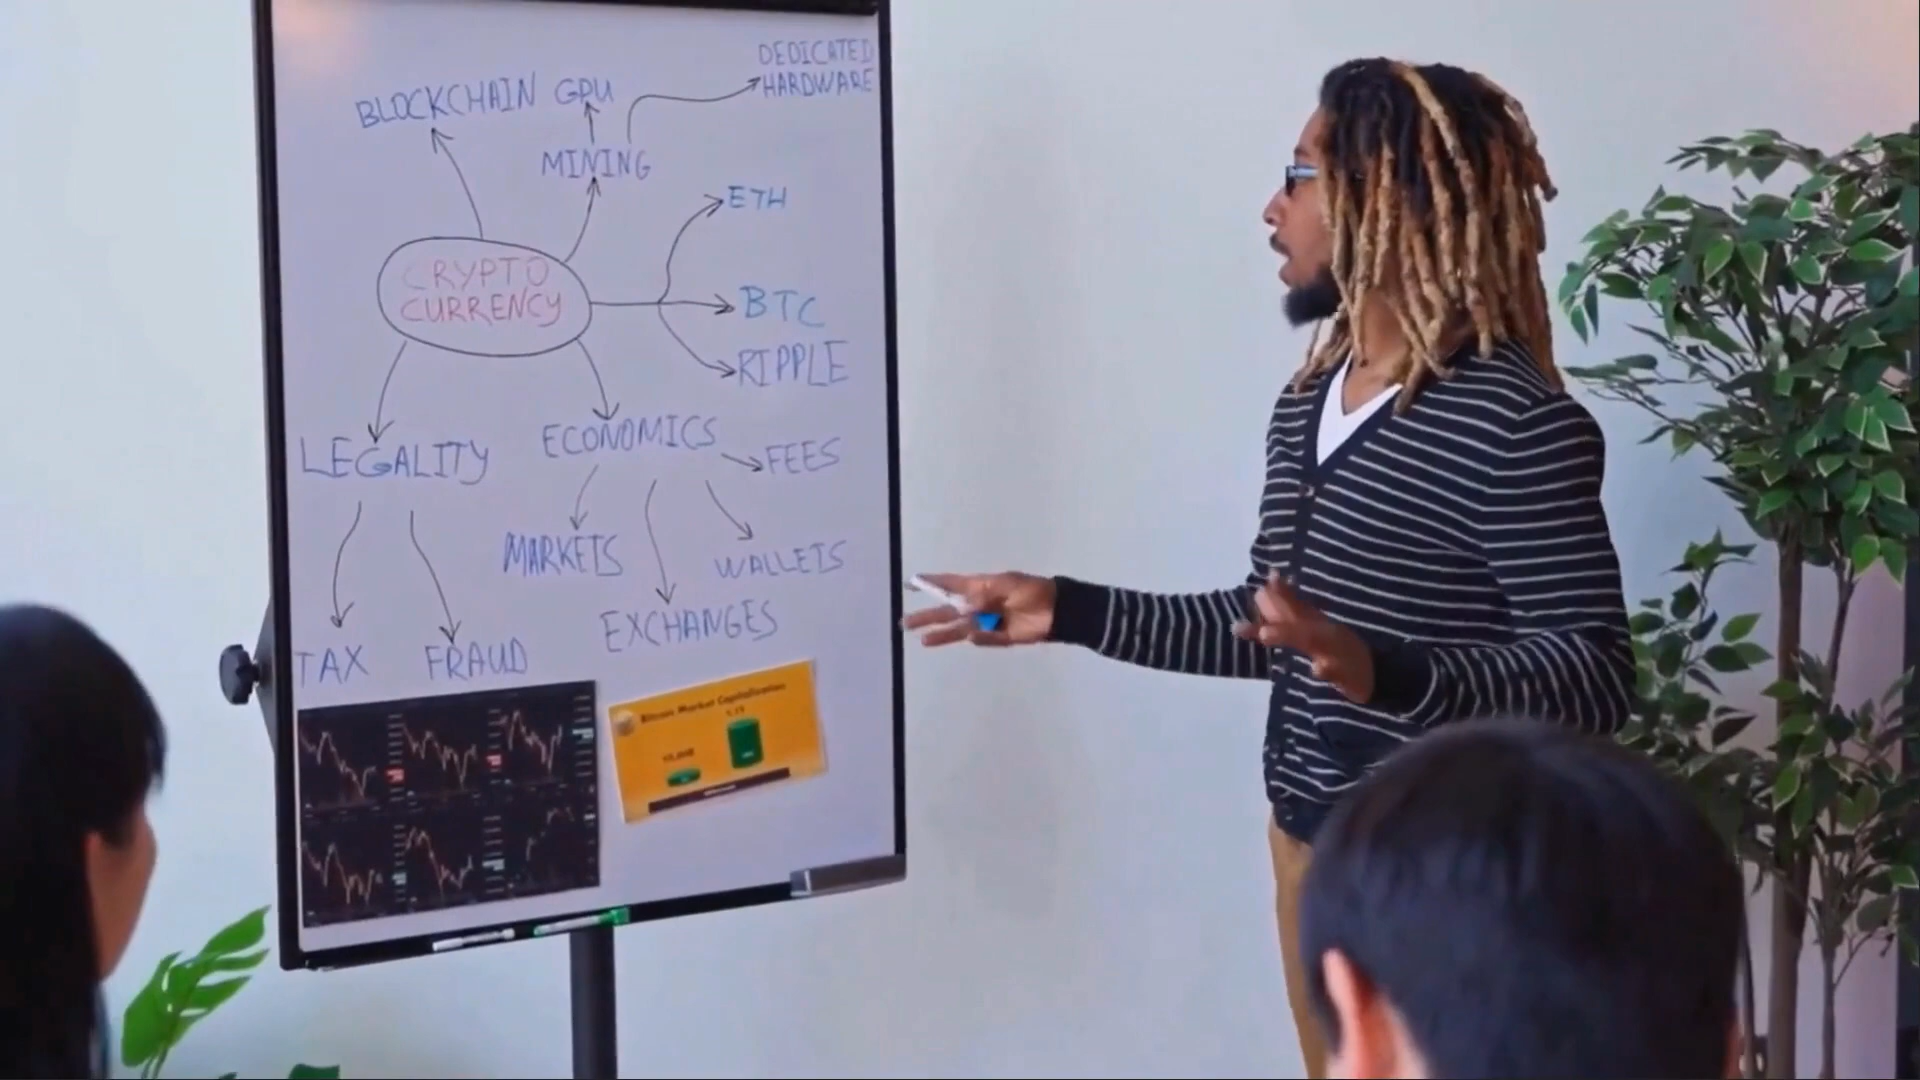 DEDICATED
HARDWARE
BLOCKCHAIN
GPU
MINING
ETH
CRYPTO
CURRENCY
BTC
RIPPLE
LEGALITY
ECONOMICS
FEES
MARKETS
WALLETS
EXCHANGES
TAX
FRAUD
Bitcoin Market Capitalization